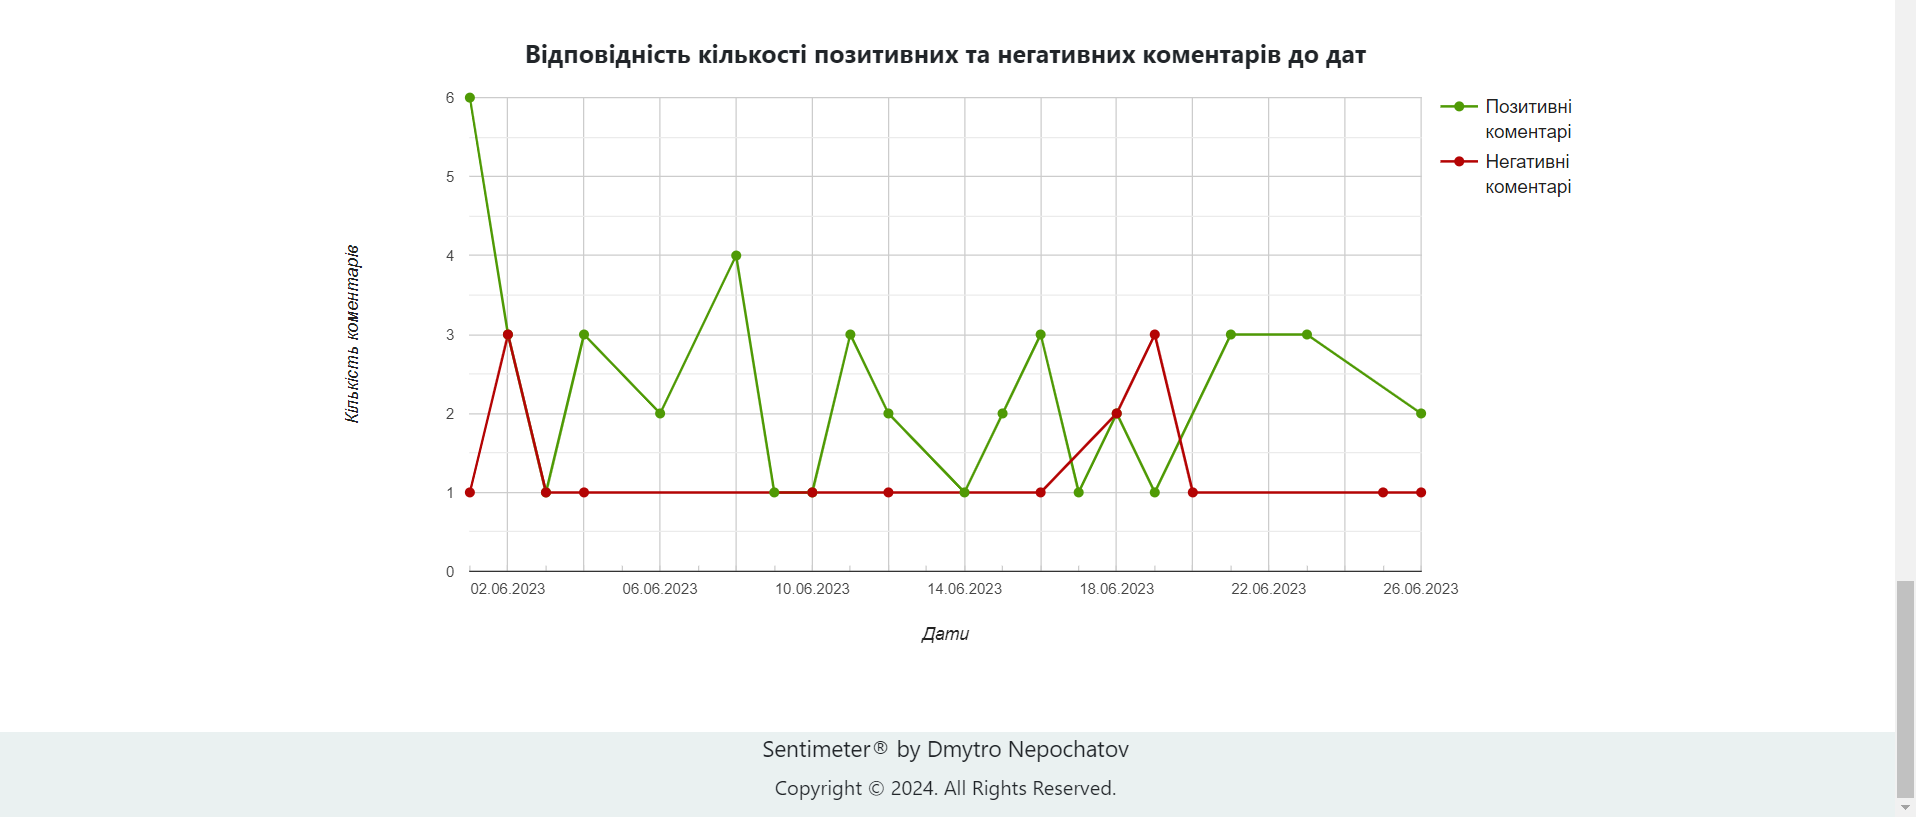 Відповідність кількості позитивних та негативних коментарів до дат
6
5
4
3
2
1
0
Кількість коментарів
Позитивні
коментарі
Негативні
коментарі
02.06.2023 06.06.2023 10.06.2023 14.06.2023 18.06.2023 22.06.2023 26.06.2023
Дати
Sentimeter® by Dmytro Nepochatov
Copyright © 2024. All Rights Reserved.